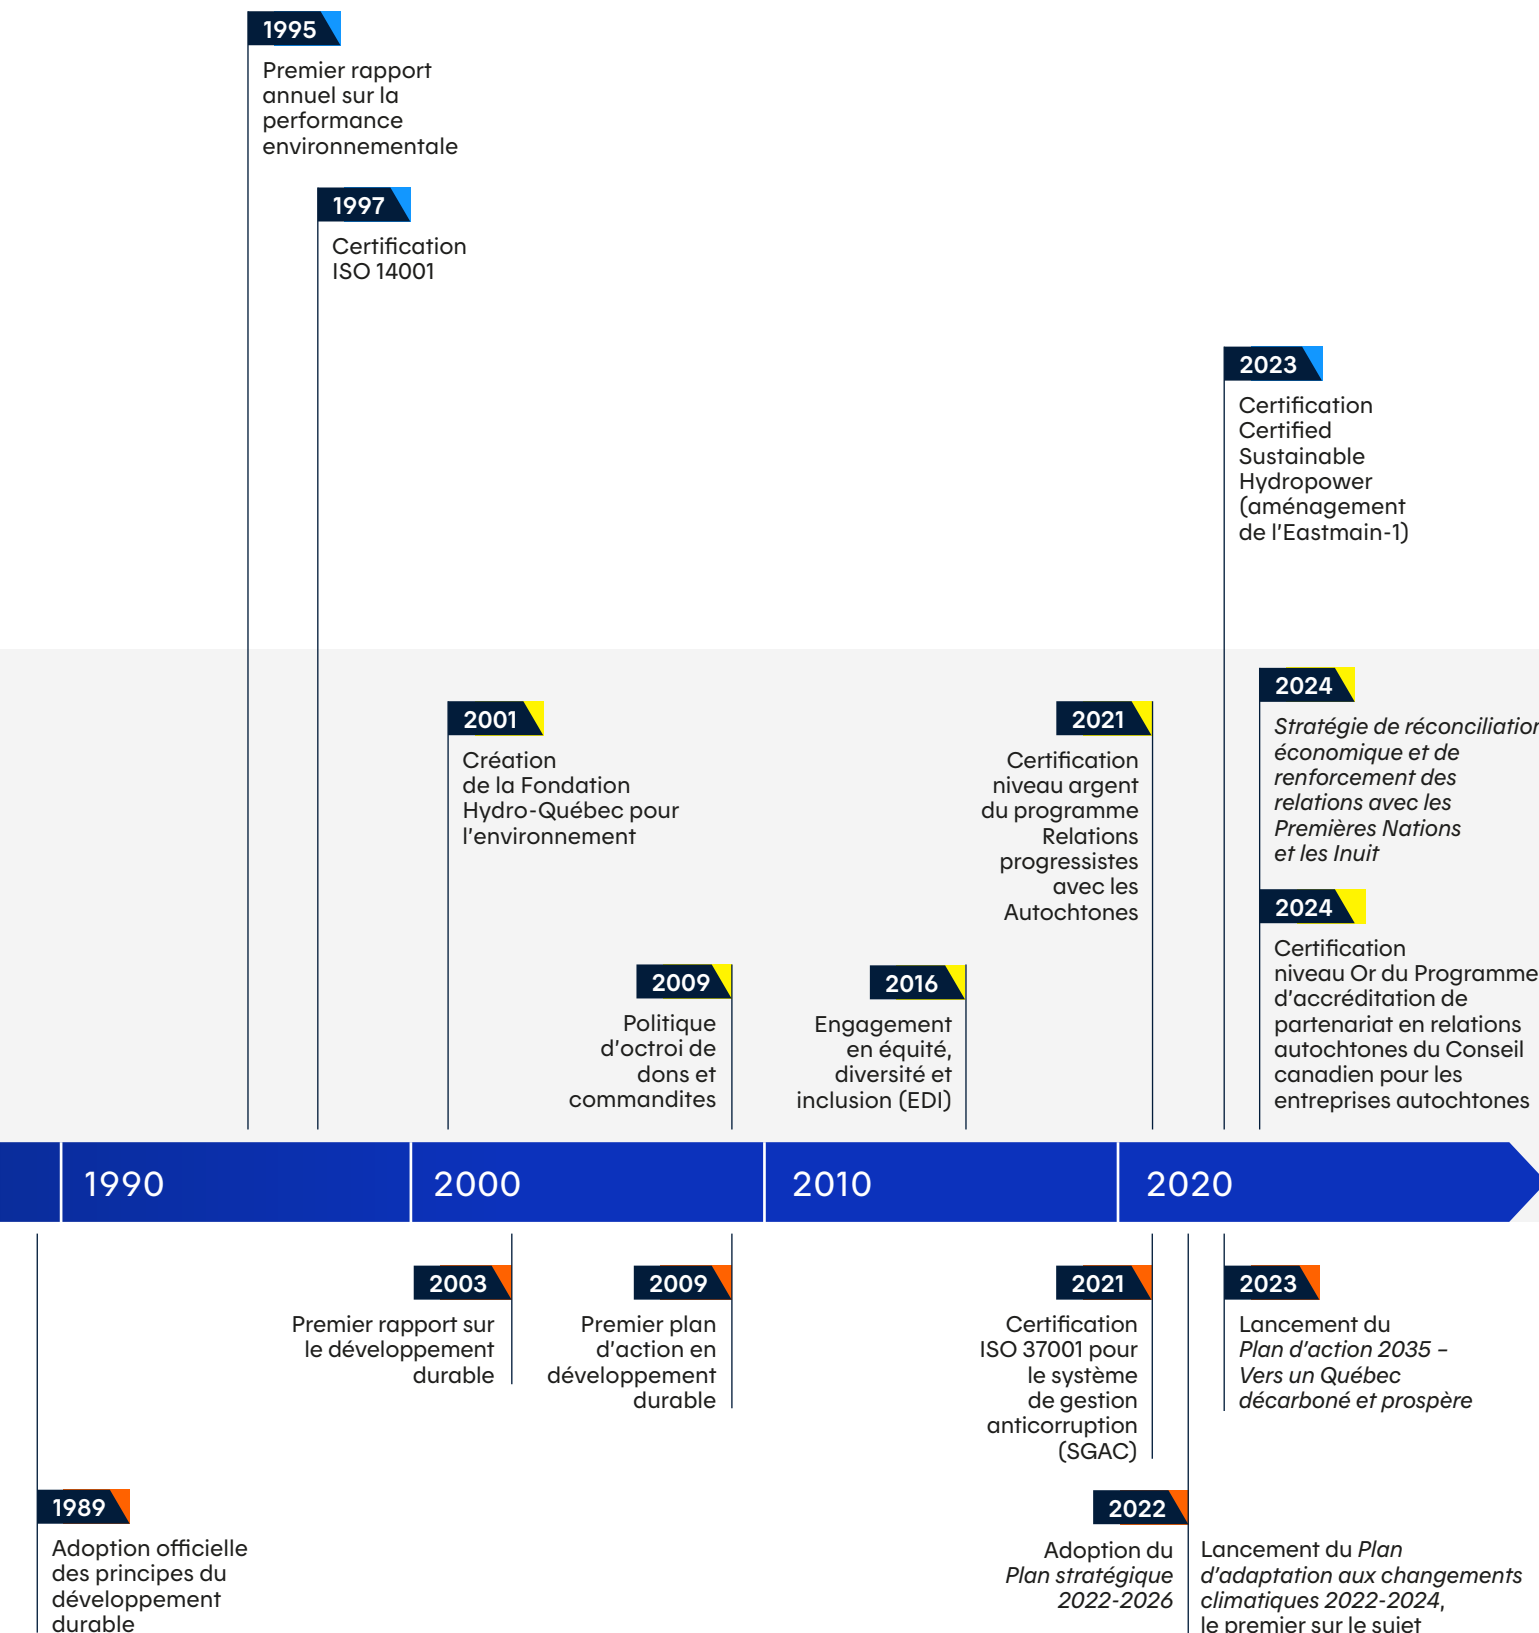 1995
Premier rapport
annuel sur la
performance
environnementale
1997
Certification
ISO 14001
2023
Certification
Certified
Sustainable
Hydropower
(aménagement
de l'Eastmain-1)
2001
Création
de la Fondation
Hydro-Québec pour
l'environnement
2009
Politique
d'octroi de
dons et
commandites
2016
Engagement
en équité,
diversité et
inclusion (EDI)
2021
Certification
niveau argent
du programme
Relations
progressistes
avec les
Autochtones
2024
Stratégie de réconciliation
économique et de
renforcement des
relations avec les
Premières Nations
et les Inuit
2024
Certification
niveau Or du Programme
d'accréditation de
partenariat en relations
autochtones du Conseil
canadien pour les
entreprises autochtones
1990
2000
2010
2020
1989
Adoption officielle
des principes du
développement
durable
2003
Premier rapport sur
le développement
durable
2009
Premier plan
d'action en
développement
durable
2021
Certification
ISO 37001 pour
le système
de gestion
anticorruption
(SGAC)
2022
Adoption du
Plan stratégique
2022-2026
Lancement du Plan
d'adaptation aux changements
climatiques 2022-2024,
le premier sur le sujet
2023
Lancement du
Plan d'action 2035 –
Vers un Québec
décarboné et prospère